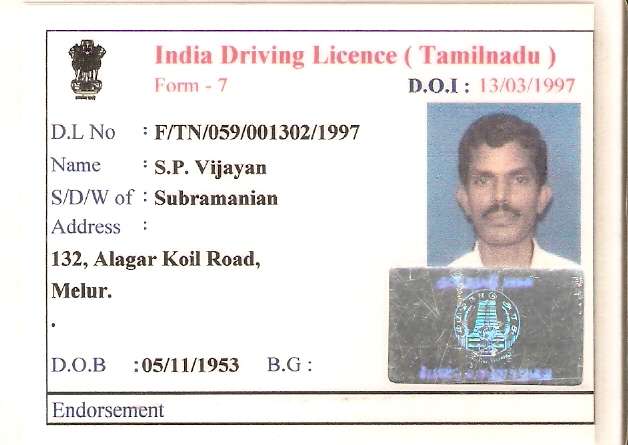 India Driving Licence ( Tamilnadu )
Form - 7
D.O.I : 13/03/1997
D.L No : F/TN/059/001302/1997
Name : S.P. Vijayan
S/D/W of : Subramanian
Address :
132, Alagar Koil Road,
Melur.
.
D.O.B : 05/11/1953 B.G :
Endorsement